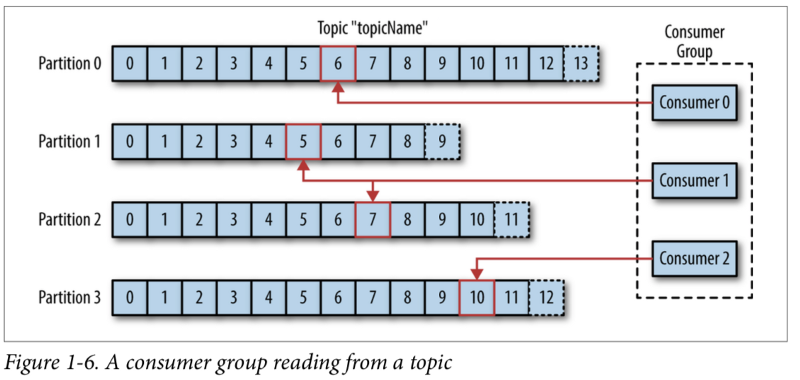 Topic "topicName"
Consumer
Group
Partition 0
0 1 2 3 4 5 6 7 8 9 10 11 12 13
Consumer 0
Partition 1
0 1 2 3 4 5 6 7 8 9
Consumer 1
Partition 2
0 1 2 3 4 5 6 7 8 9 10 11
Consumer 2
Partition 3
0 1 2 3 4 5 6 7 8 9 10 11 12
Figure 1-6. A consumer group reading from a topic